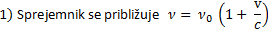 1) Sprejemnik se približuje ν = ν₀ (1 + v/c)